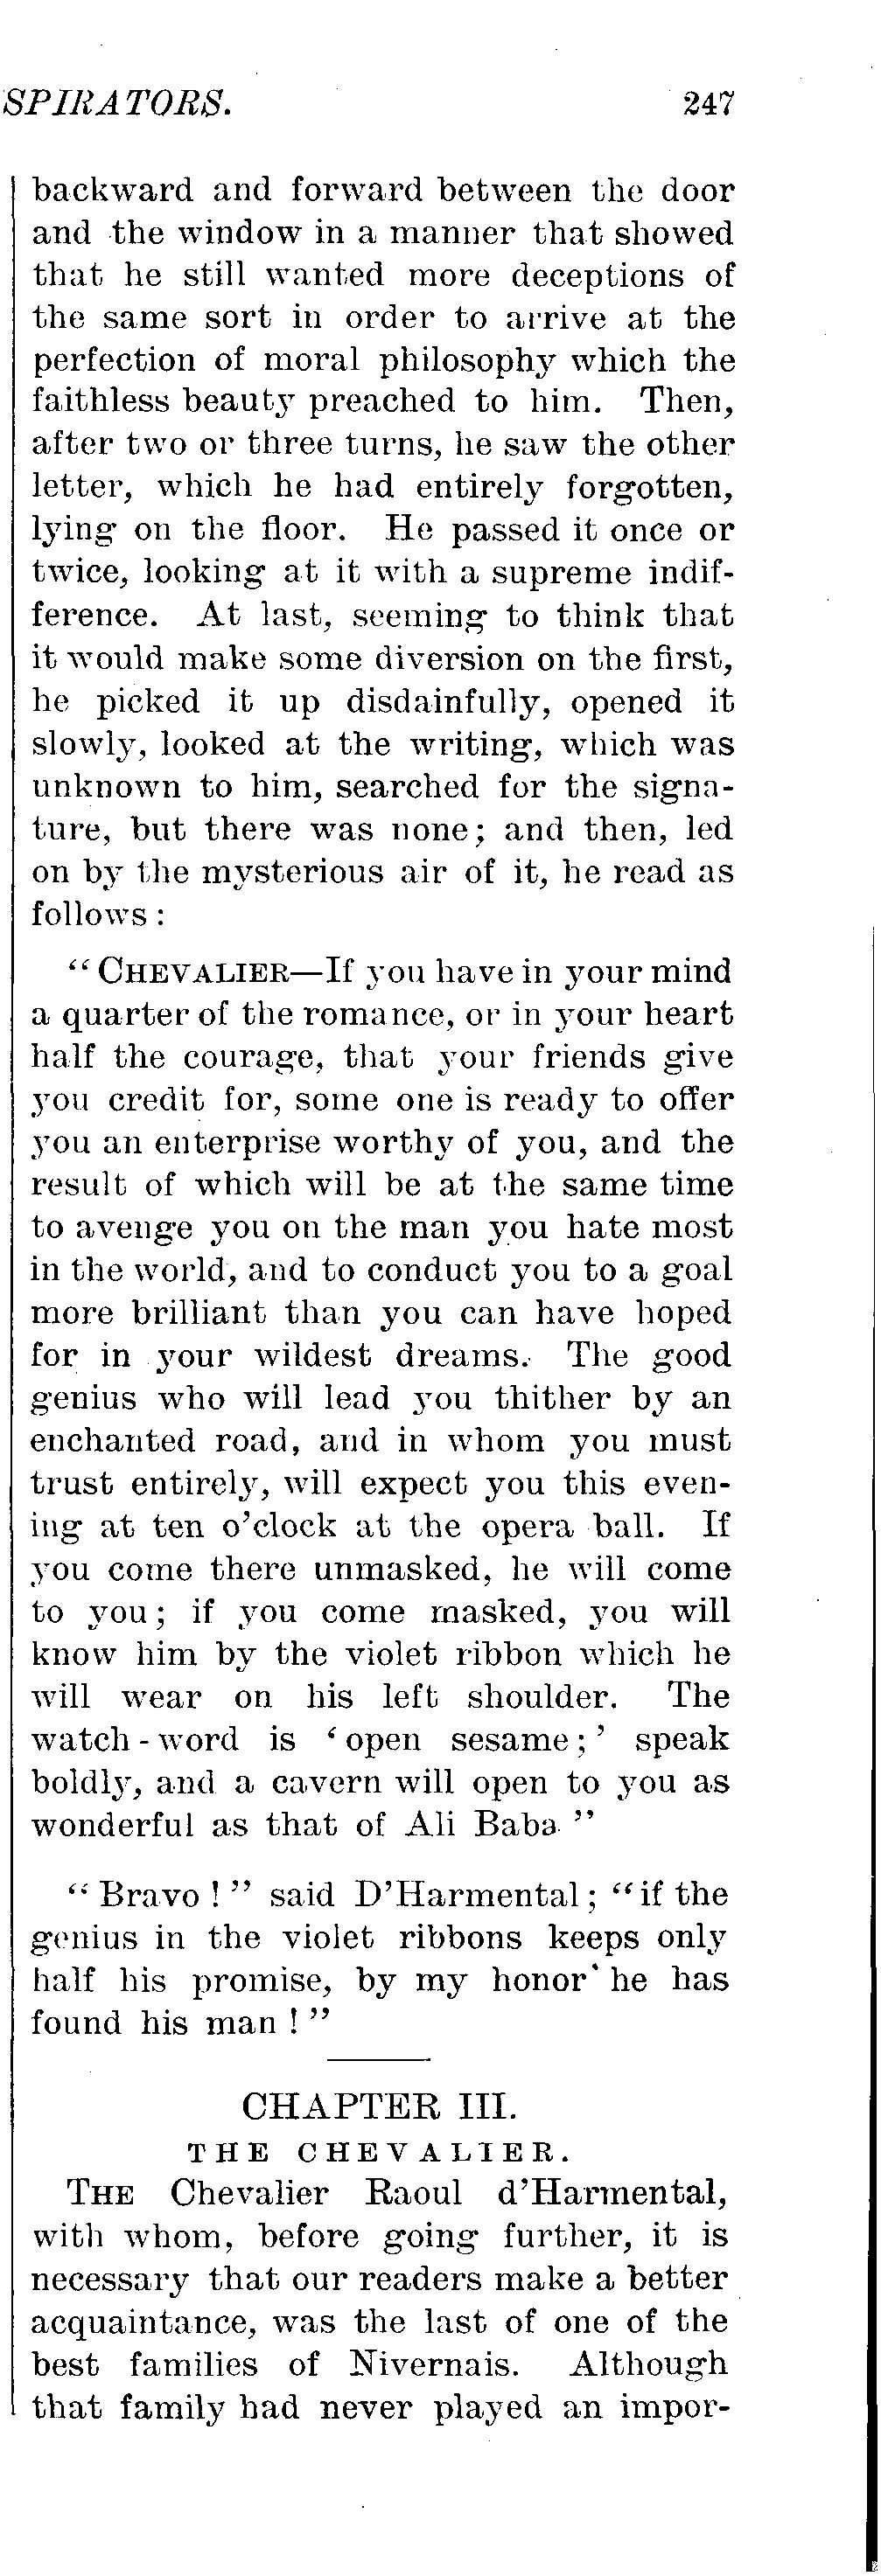 SPIRATORS. 247
backward and forward between the door
and the window in a manner that showed
that he still wanted more deceptions of
the same sort in order to arrive at the
perfection of moral philosophy which the
faithless beauty preached to him. Then,
after two or three turns, he saw the other
letter, which he had entirely forgotten,
lying on the floor. He passed it once or
twice, looking at it with a supreme indif-
ference. At last, seeming to think that
it would make some diversion on the first,
he picked it up disdainfully, opened it
slowly, looked at the writing, which was
unknown to him, searched for the signa-
ture, but there was none; and then, led
on by the mysterious air of it, he read as
follows:
"CHEVALIER—If you have in your mind
a quarter of the romance, or in your heart
half the courage, that your friends give
you credit for, some one is ready to offer
you an enterprise worthy of you, and the
result of which will be at the same time
to avenge you on the man you hate most
in the world, and to conduct you to a goal
more brilliant than you can have hoped
for in your wildest dreams. The good
genius who will lead you thither by an
enchanted road, and in whom you must
trust entirely, will expect you this even-
ing at ten o'clock at the opera ball. If
you come there unmasked, he will come
to you; if you come masked, you will
know him by the violet ribbon which he
will wear on his left shoulder. The
watch-word is 'open sesame;' speak
boldly, and a cavern will open to you as
wonderful as that of Ali Baba "
"Bravo!" said D'Harmental; "if the
genius in the violet ribbons keeps only
half his promise, by my honor he has
found his man!"
CHAPTER III.
THE CHEVALIER.
THE Chevalier Raoul d'Harmental,
with whom, before going further, it is
necessary that our readers make a better
acquaintance, was the last of one of the
best families of Nivernais. Although
that family had never played an impor-